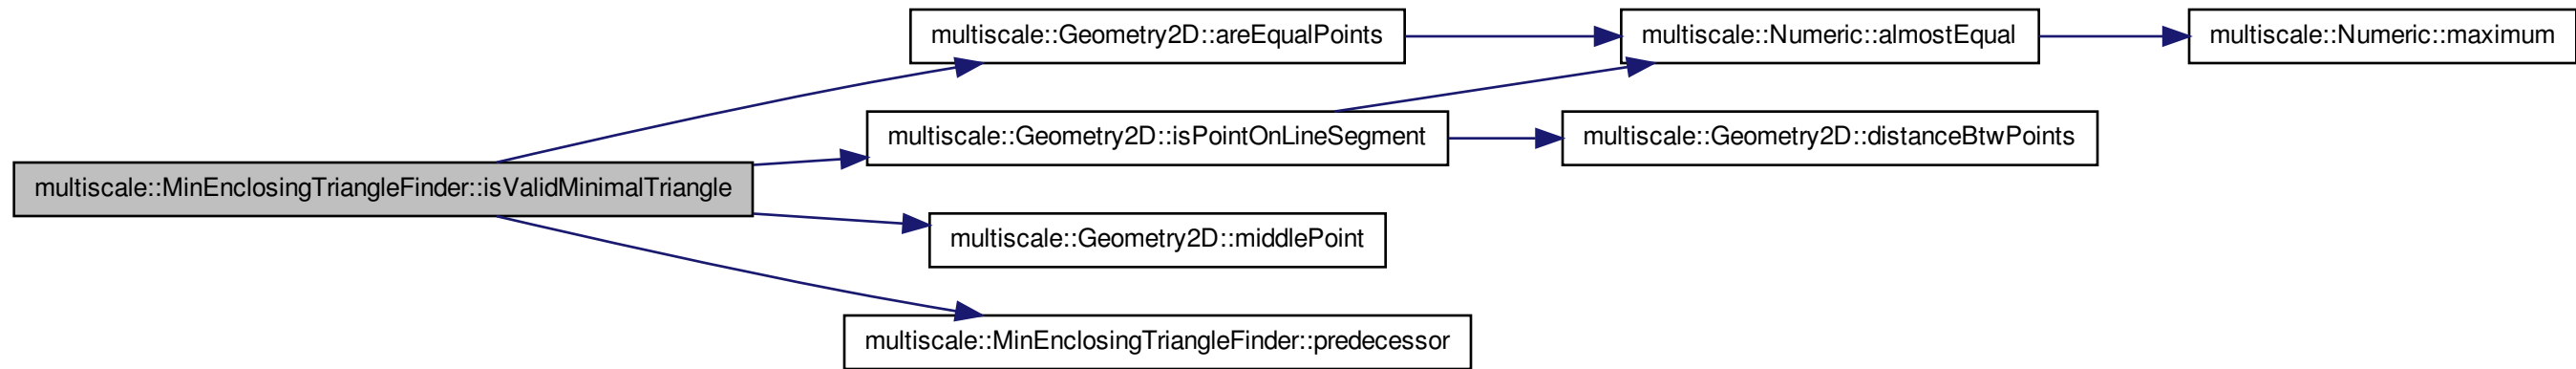 multiscale::Geometry2D::areEqualPoints
multiscale::Numeric::almostEqual
multiscale::Numeric::maximum
multiscale::Geometry2D::isPointOnLineSegment
multiscale::Geometry2D::distanceBtwPoints
multiscale::MinEnclosingTriangleFinder::isValidMinimalTriangle
multiscale::Geometry2D::middlePoint
multiscale::MinEnclosingTriangleFinder::predecessor